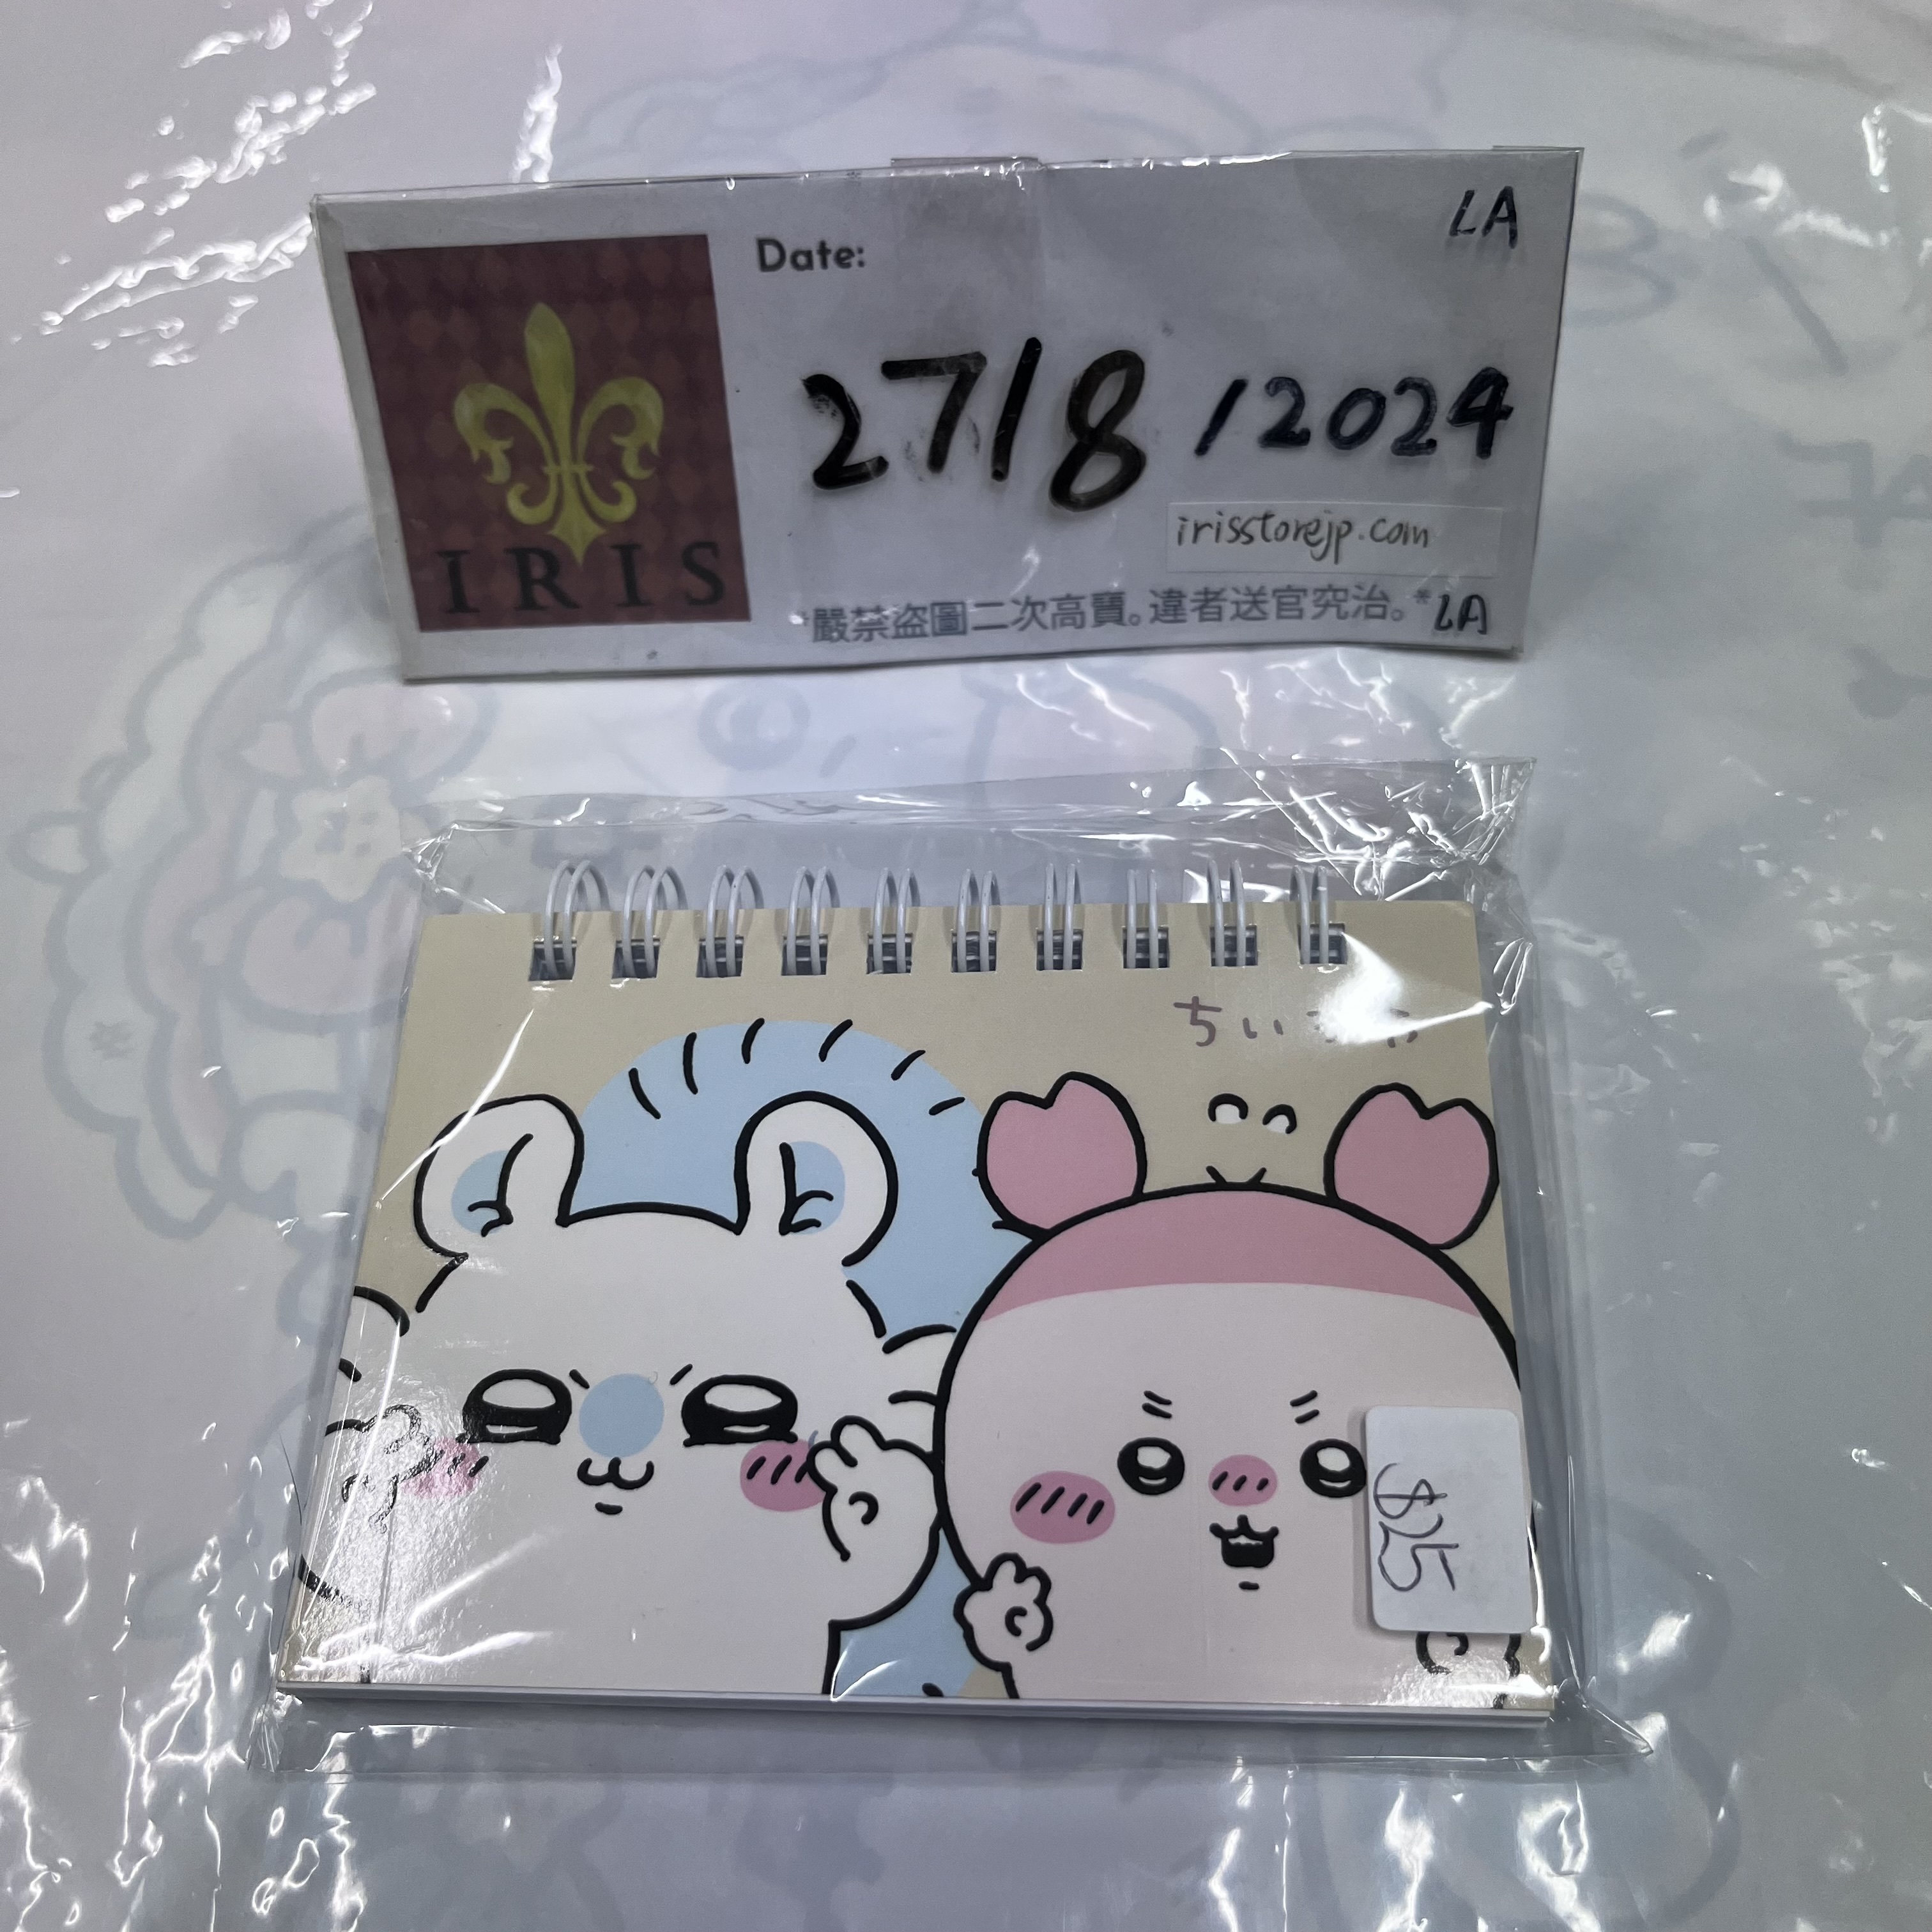 LA
Date:
27/8/2024
IRIS
irisstorejp.com
*嚴禁盜圖二次高賣。違者送官究治。* LA
ちい
$25